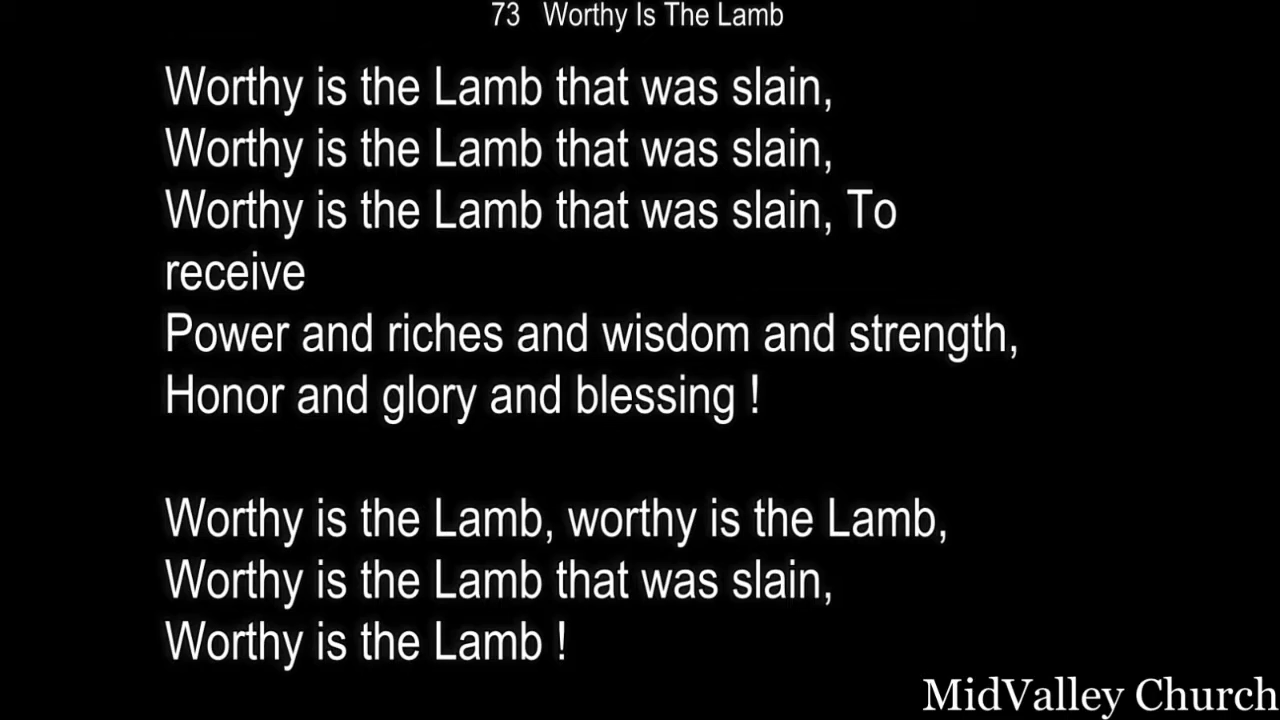 73 Worthy Is The Lamb
Worthy is the Lamb that was slain,
Worthy is the Lamb that was slain,
Worthy is the Lamb that was slain, To
receive
Power and riches and wisdom and strength,
Honor and glory and blessing !
Worthy is the Lamb, worthy is the Lamb,
Worthy is the Lamb that was slain,
Worthy is the Lamb !
MidValley Church